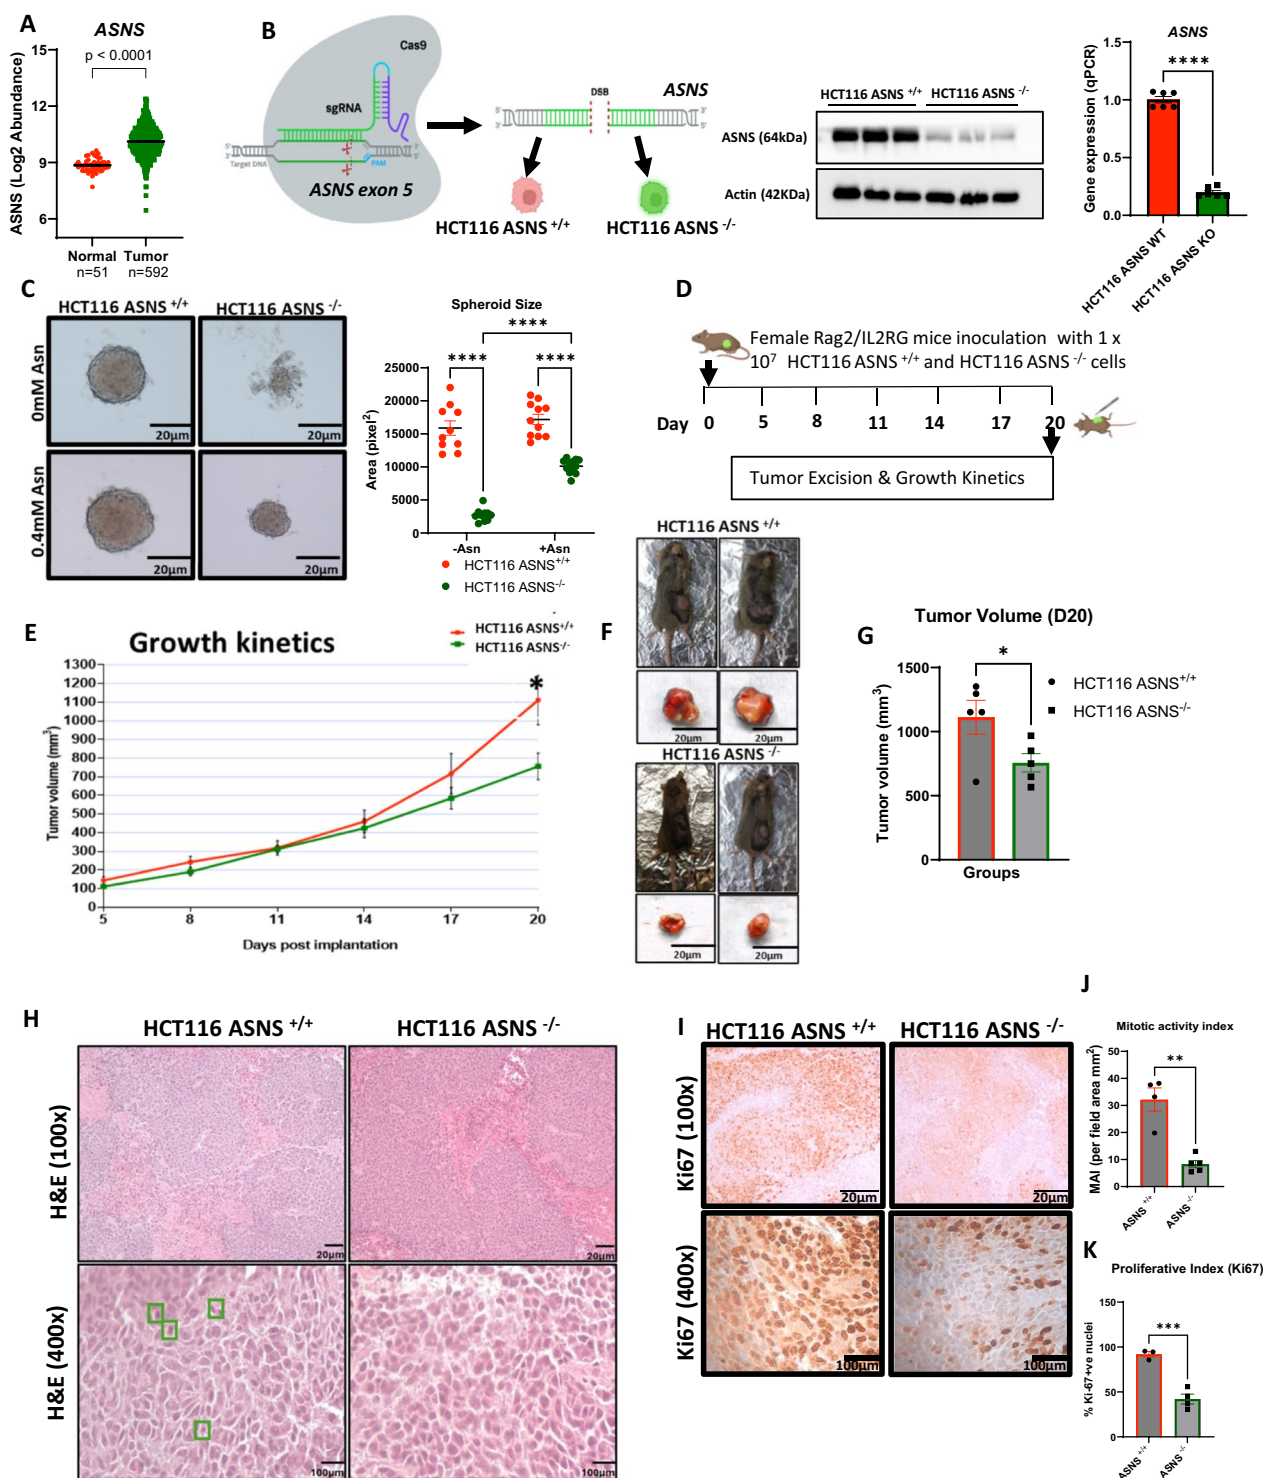 A
ASNS
p < 0.0001
ASNS (Log2 Abundance)
15
12
9
6
Normal
n=51
Tumor
n=592
B
Cas9
sgRNA
5'
3'
3'
5'
Target DNA
PAM
ASNS exon 5
DSB
ASNS
5'
3'
3'
5'
HCT116 ASNS +/+
HCT116 ASNS -/-
HCT116 ASNS +/+
HCT116 ASNS -/-
ASNS (64kDa)
Actin (42KDa)
ASNS
****
Gene expression (qPCR)
1.5
1.0
0.5
0.0
HCT116 ASNS WT
HCT116 ASNS KO
C
HCT116 ASNS +/+
HCT116 ASNS -/-
0mM Asn
0.4mM Asn
20µm
20µm
20µm
20µm
Spheroid Size
****
****
****
Area (pixel²)
25000
20000
15000
10000
5000
0
-Asn
+Asn
HCT116 ASNS+/+
HCT116 ASNS-/-
D
Female Rag2/IL2RG mice inoculation with 1 x
10⁷ HCT116 ASNS +/+ and HCT116 ASNS -/- cells
Day 0 5 8 11 14 17 20
Tumor Excision & Growth Kinetics
E
Growth kinetics
HCT116 ASNS+/+
HCT116 ASNS-/-
Tumor volume (mm³)
1300
1200
1100
1000
900
800
700
600
500
400
300
200
100
0
*
5 8 11 14 17 20
Days post implantation
F
HCT116 ASNS +/+
20µm
20µm
HCT116 ASNS -/-
20µm
20µm
G
Tumor Volume (D20)
*
Tumor volume (mm³)
1500
1000
500
0
Groups
HCT116 ASNS+/+
HCT116 ASNS-/-
H
HCT116 ASNS +/+
HCT116 ASNS -/-
H&E (100x)
H&E (400x)
20µm
20µm
100µm
100µm
I
HCT116 ASNS +/+
HCT116 ASNS -/-
Ki67 (100x)
Ki67 (400x)
20µm
20µm
100µm
100µm
J
Mitotic activity index
**
MAI (per field area mm²)
50
40
30
20
10
0
ASNS +/+
ASNS -/-
K
Proliferative Index (Ki67)
***
% Ki-67+ve nuclei
150
100
50
0
ASNS +/+
ASNS -/-